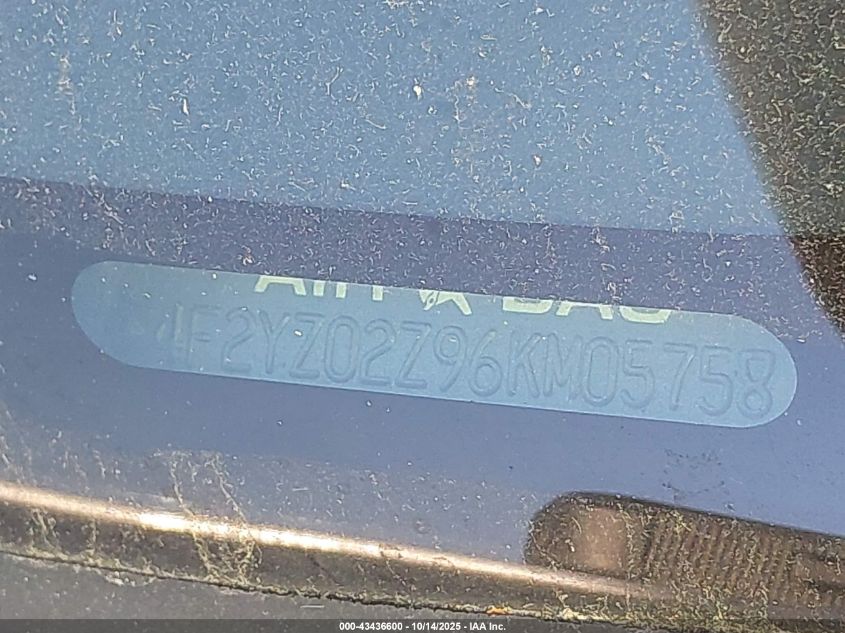 AIR BAG
4F2YZ02Z96KM05758
000-43436600 - 10/14/2025 - IAA Inc.